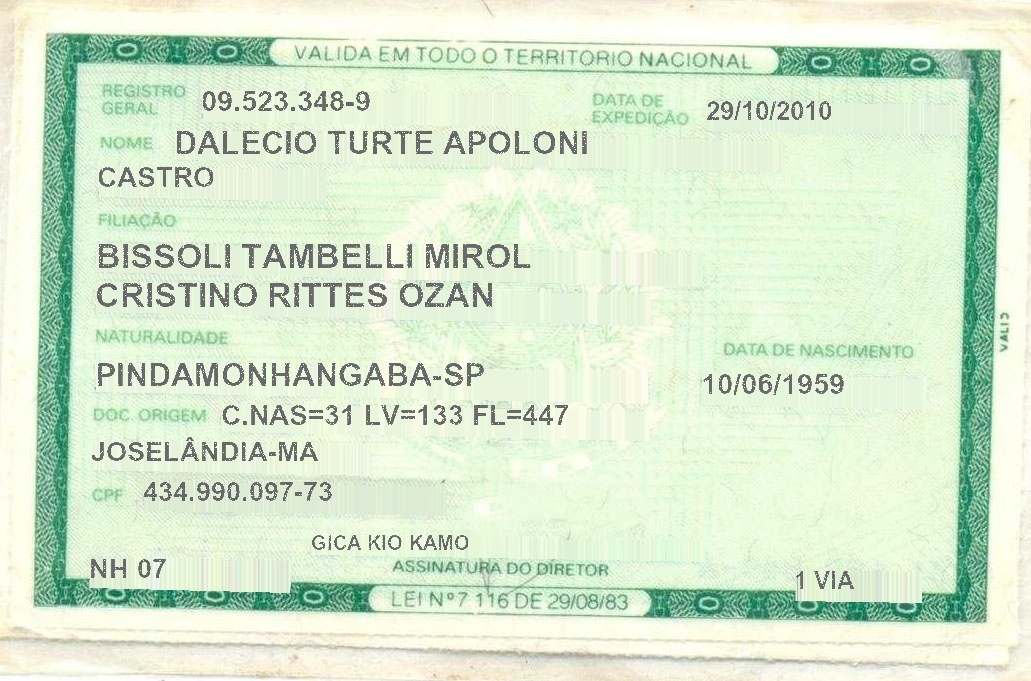 VALIDA EM TODO O TERRITORIO NACIONAL
REGISTRO GERAL 09.523.348-9 DATA DE EXPEDIÇÃO 29/10/2010
NOME DALECIO TURTE APOLONI
CASTRO
FILIAÇÃO
BISSOLI TAMBELLI MIROL
CRISTINO RITTES OZAN
NATURALIDADE DATA DE NASCIMENTO
PINDAMONHANGABA-SP 10/06/1959
DOC. ORIGEM C.NAS=31 LV=133 FL=447
JOSELÂNDIA-MA
CPF 434.990.097-73
GICA KIO KAMO
NH 07 ASSINATURA DO DIRETOR 1 VIA
LEI Nº 7.116 DE 29/08/83
VALID